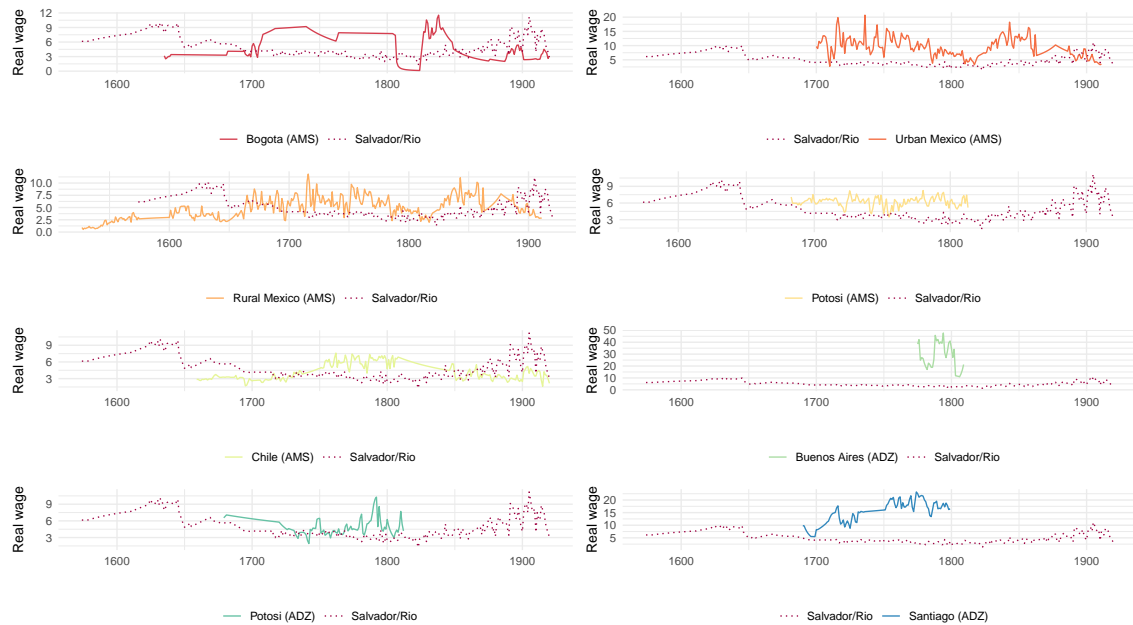 Real wage
12
9
6
3
0
1600 1700 1800 1900
Bogota (AMS) Salvador/Rio
Real wage
20
15
10
5
1600 1700 1800 1900
Salvador/Rio Urban Mexico (AMS)
Real wage
10.0
7.5
5.0
2.5
0.0
1600 1700 1800 1900
Rural Mexico (AMS) Salvador/Rio
Real wage
9
6
3
1600 1700 1800 1900
Potosi (AMS) Salvador/Rio
Real wage
9
6
3
1600 1700 1800 1900
Chile (AMS) Salvador/Rio
Real wage
50
40
30
20
10
0
1600 1700 1800 1900
Buenos Aires (ADZ) Salvador/Rio
Real wage
9
6
3
1600 1700 1800 1900
Potosi (ADZ) Salvador/Rio
Real wage
20
15
10
5
1600 1700 1800 1900
Salvador/Rio Santiago (ADZ)